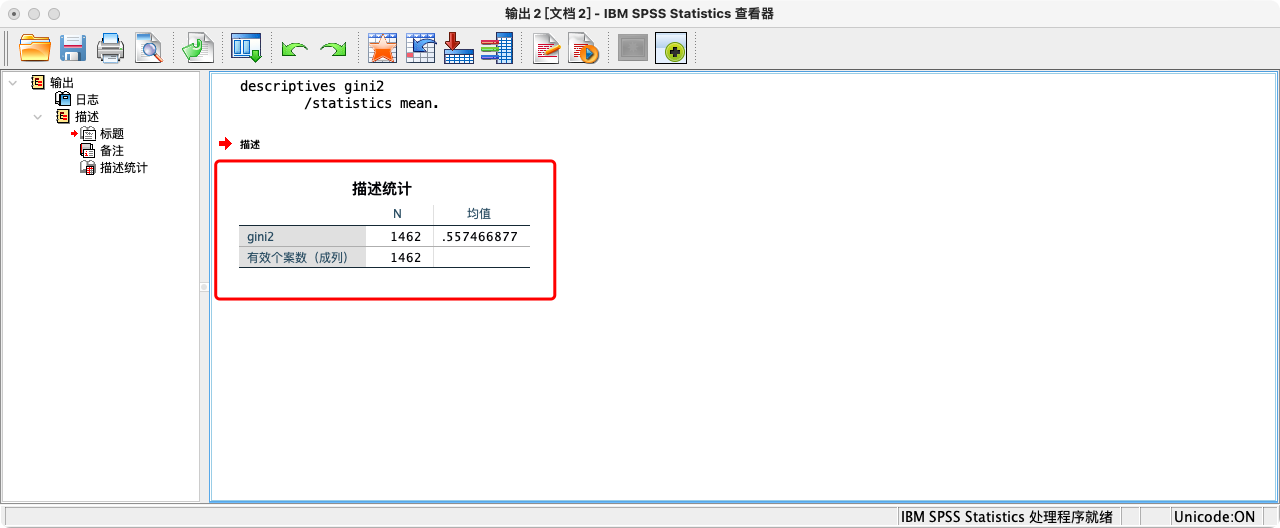 输出 2 [文档 2] - IBM SPSS Statistics 查看器
输出
日志
描述
标题
备注
描述统计
descriptives gini2
/statistics mean.
描述
描述统计
N 均值
gini2 1462 .557466877
有效个案数（成列） 1462
IBM SPSS Statistics 处理程序就绪 Unicode:ON